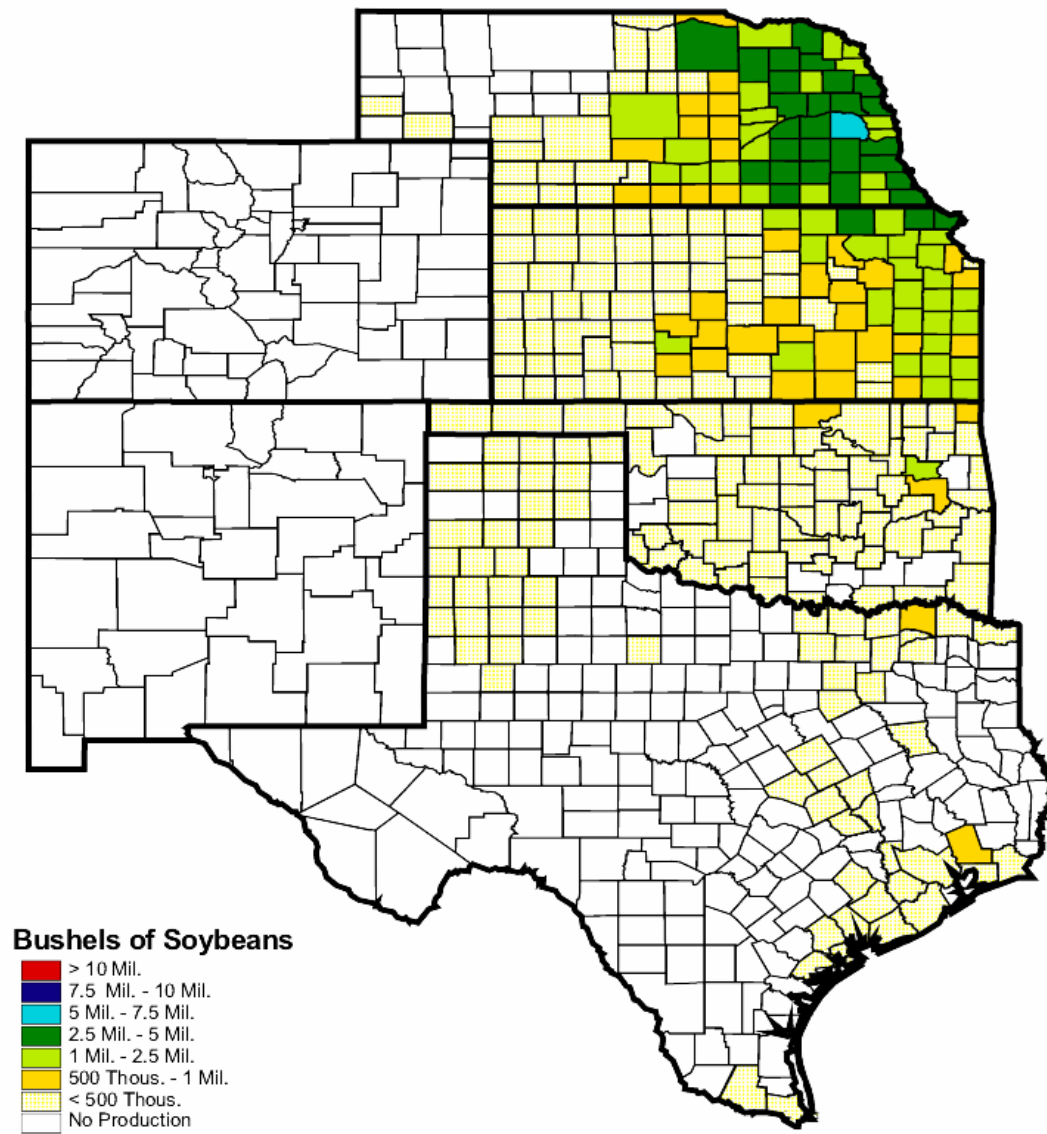 Bushels of Soybeans
> 10 Mil.
7.5 Mil. - 10 Mil.
5 Mil. - 7.5 Mil.
2.5 Mil. - 5 Mil.
1 Mil. - 2.5 Mil.
500 Thous. - 1 Mil.
< 500 Thous.
No Production